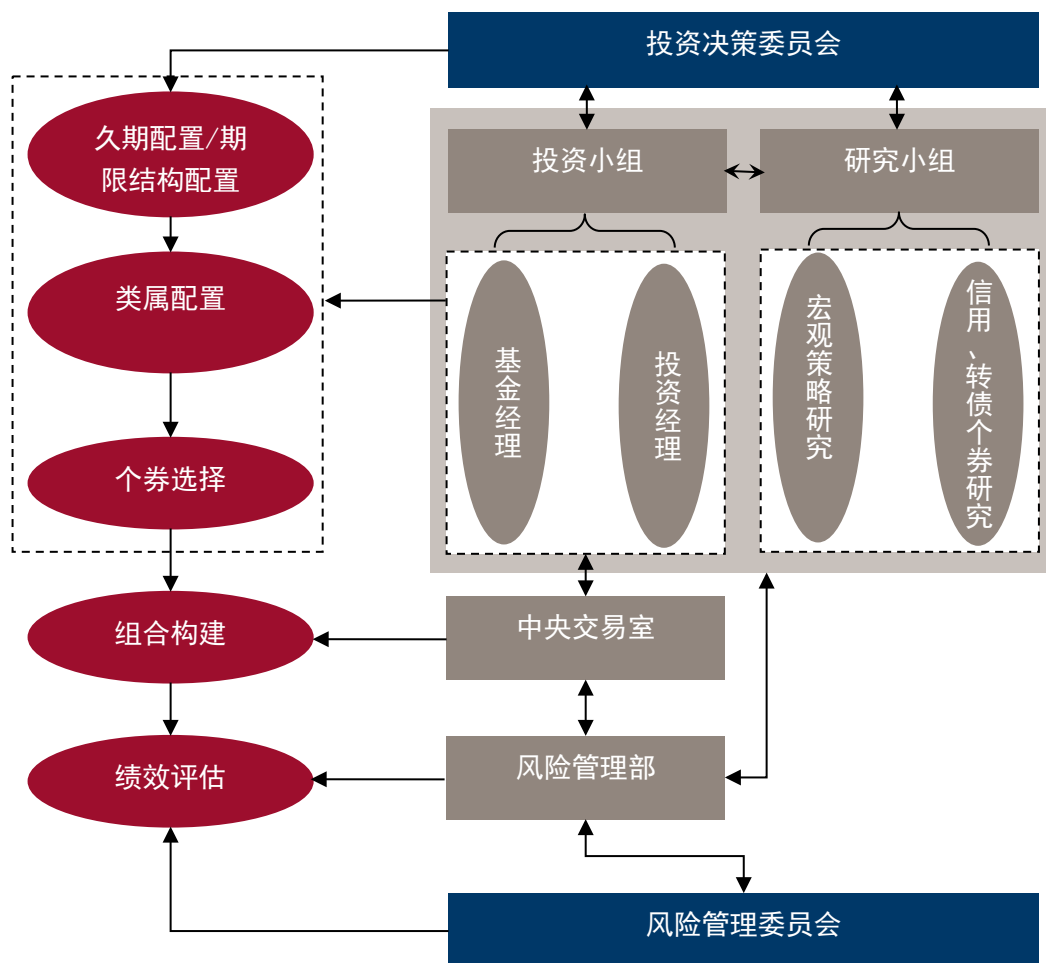 投资决策委员会
久期配置/期
限结构配置
投资小组
研究小组
类属配置
基金经理
投资经理
宏观策略研究
信用、转债个券研究
个券选择
组合构建
中央交易室
绩效评估
风险管理部
风险管理委员会